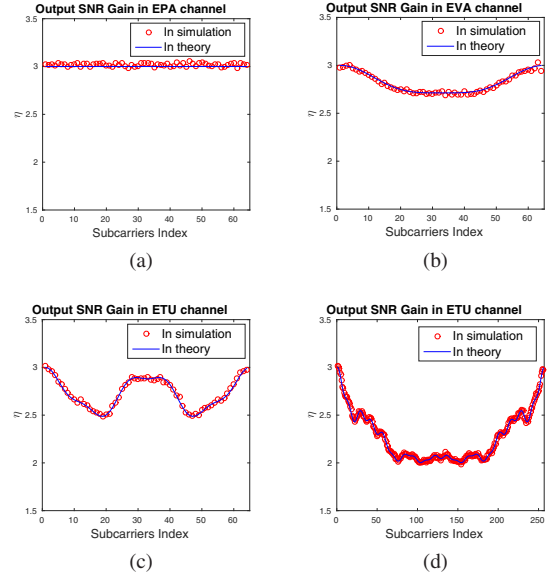 Output SNR Gain in EPA channel
3.5
3
2.5
2
1.5
η
In simulation
In theory
0 10 20 30 40 50 60
Subcarriers Index
(a)
Output SNR Gain in EVA channel
3.5
3
2.5
2
1.5
η
In simulation
In theory
0 10 20 30 40 50 60
Subcarriers Index
(b)
Output SNR Gain in ETU channel
3.5
3
2.5
2
1.5
η
In simulation
In theory
0 10 20 30 40 50 60
Subcarriers Index
(c)
Output SNR Gain in ETU channel
3.5
3
2.5
2
1.5
η
In simulation
In theory
0 50 100 150 200 250
Subcarriers Index
(d)